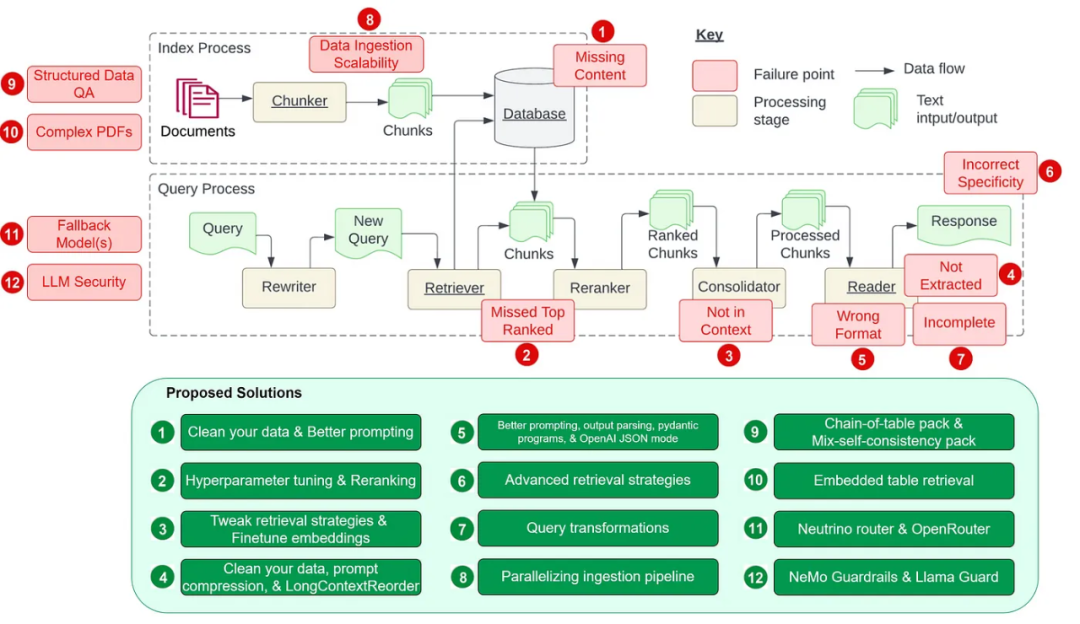 8
1
Key
Index Process
Data Ingestion
Scalability
Missing
Content
Failure point
Data flow
9
Structured Data
QA
Chunker
Database
Processing
stage
Text
intput/output
10
Complex PDFs
Documents
Chunks
Query Process
Incorrect
Specificity
6
11
Fallback
Model(s)
Query
New
Query
Chunks
Ranked
Chunks
Processed
Chunks
Response
12
LLM Security
Rewriter
Retriever
Reranker
Consolidator
Reader
Not
Extracted
4
Missed Top
Ranked
2
Not in
Context
3
Wrong
Format
5
Incomplete
7
Proposed Solutions
1
Clean your data & Better prompting
2
Hyperparameter tuning & Reranking
3
Tweak retrieval strategies &
Finetune embeddings
4
Clean your data, prompt
compression, & LongContextReorder
5
Better prompting, output parsing, pydantic
programs, & OpenAI JSON mode
6
Advanced retrieval strategies
7
Query transformations
8
Parallelizing ingestion pipeline
9
Chain-of-table pack &
Mix-self-consistency pack
10
Embedded table retrieval
11
Neutrino router & OpenRouter
12
NeMo Guardrails & Llama Guard